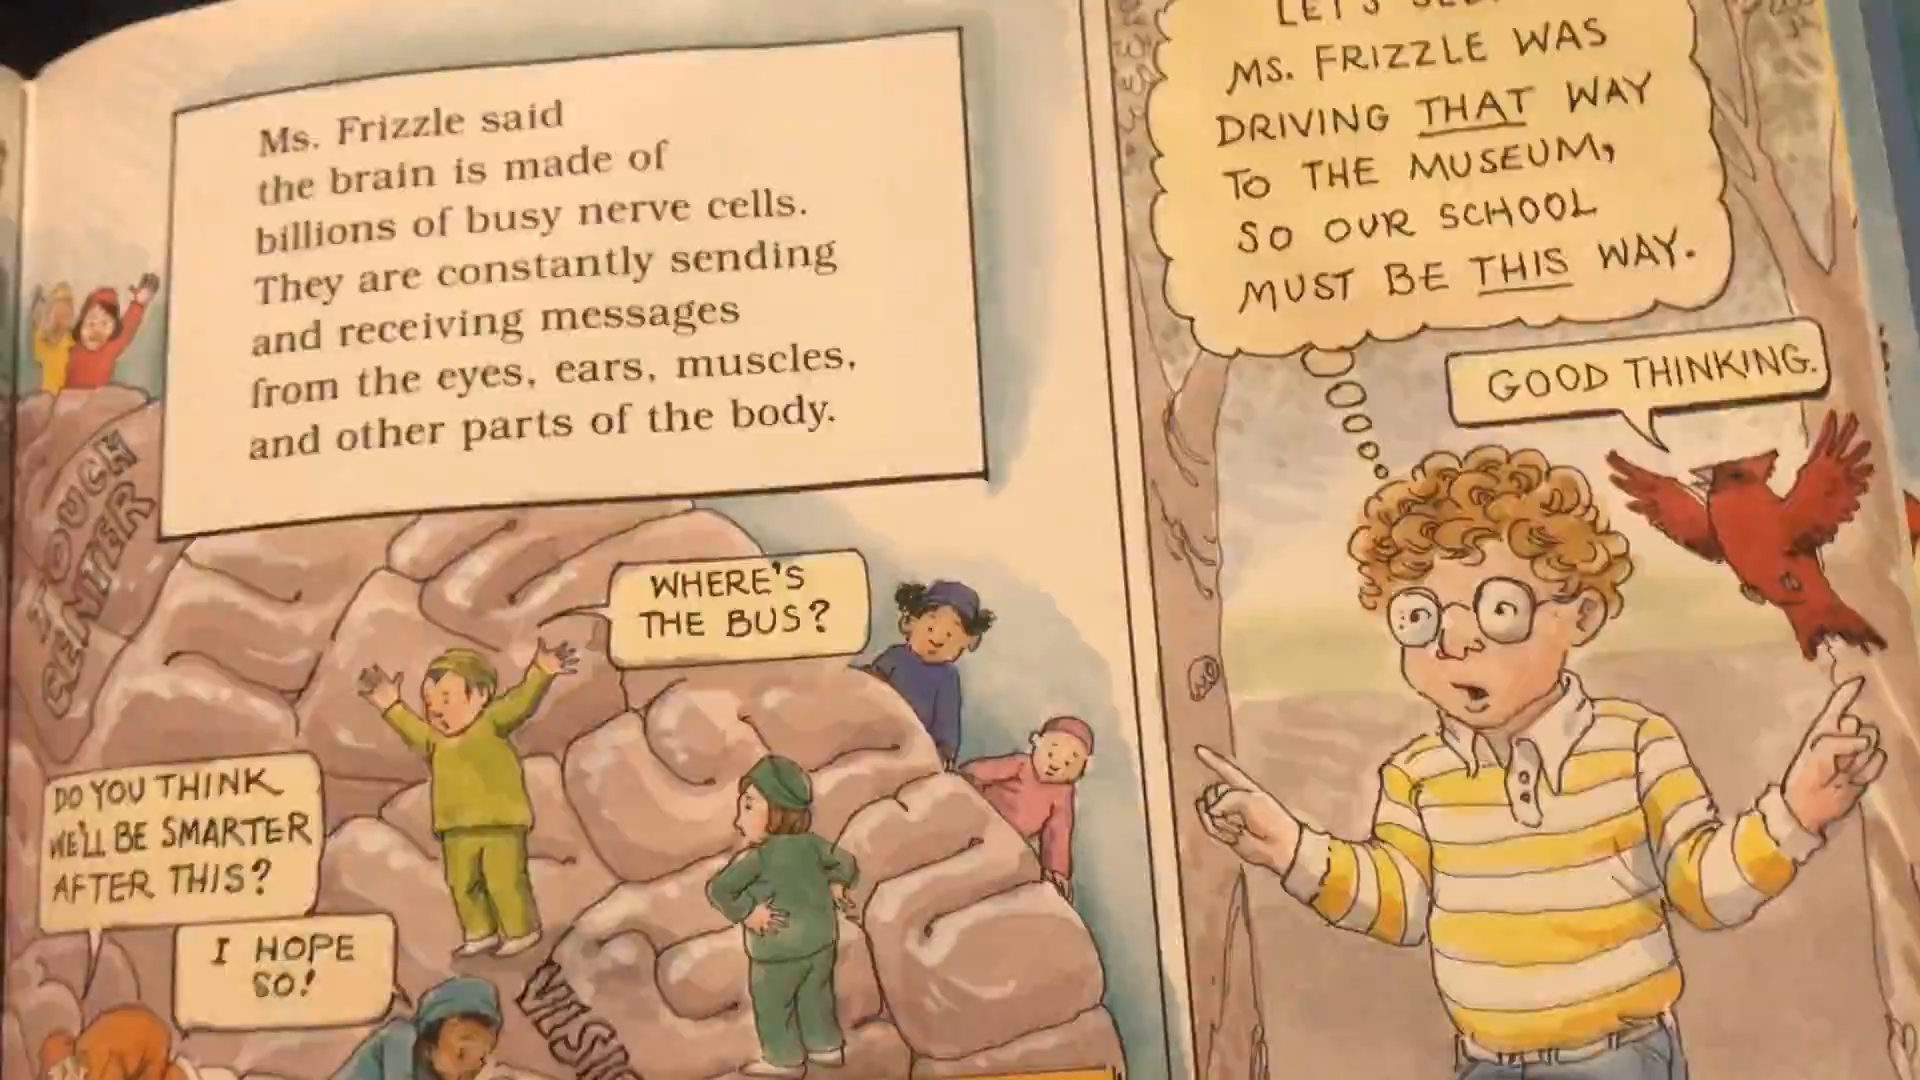 Ms. Frizzle said
the brain is made of
billions of busy nerve cells.
They are constantly sending
and receiving messages
from the eyes, ears, muscles,
and other parts of the body.
TOUCH
CENTER
WHERE'S
THE BUS?
DO YOU THINK
WE'LL BE SMARTER
AFTER THIS?
I HOPE
SO!
LET'S
MS. FRIZZLE WAS
DRIVING THAT WAY
TO THE MUSEUM,
SO OUR SCHOOL
MUST BE THIS WAY.
GOOD THINKING.